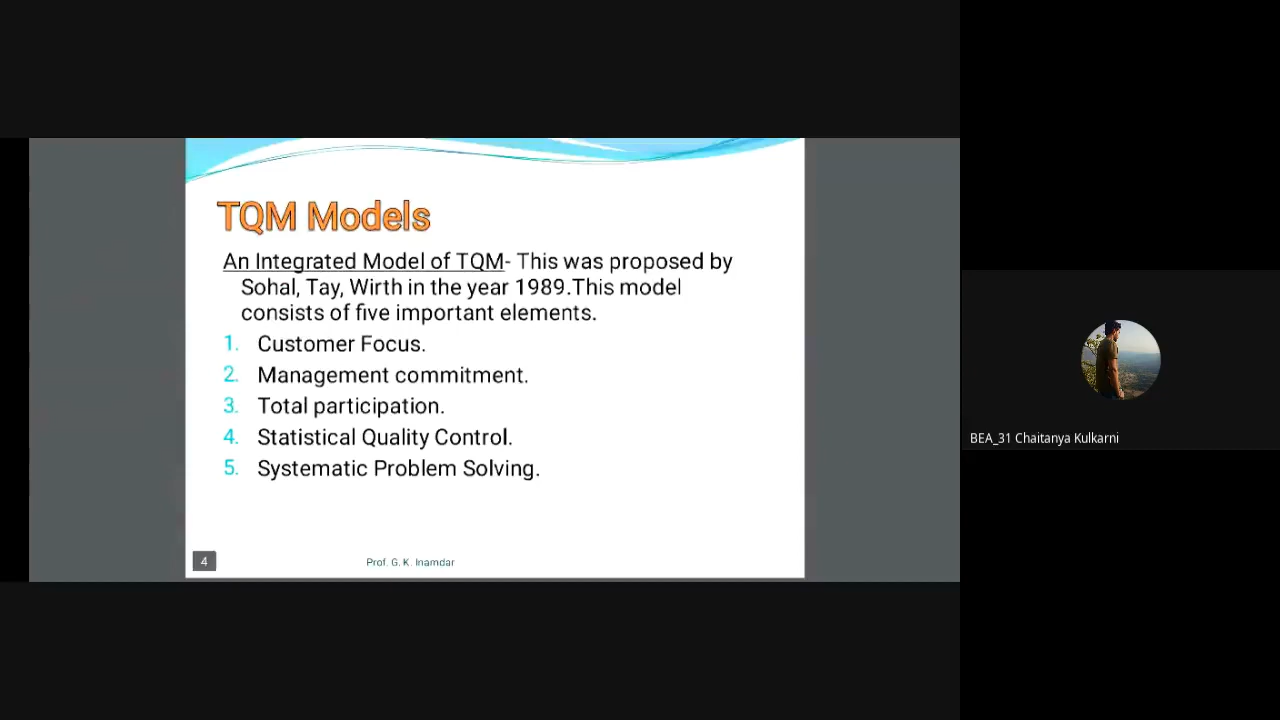 TQM Models
An Integrated Model of TQM- This was proposed by
Sohal, Tay, Wirth in the year 1989.This model
consists of five important elements.
1. Customer Focus.
2. Management commitment.
3. Total participation.
4. Statistical Quality Control.
5. Systematic Problem Solving.
4
Prof. G. K. Inamdar
BEA_31 Chaitanya Kulkarni